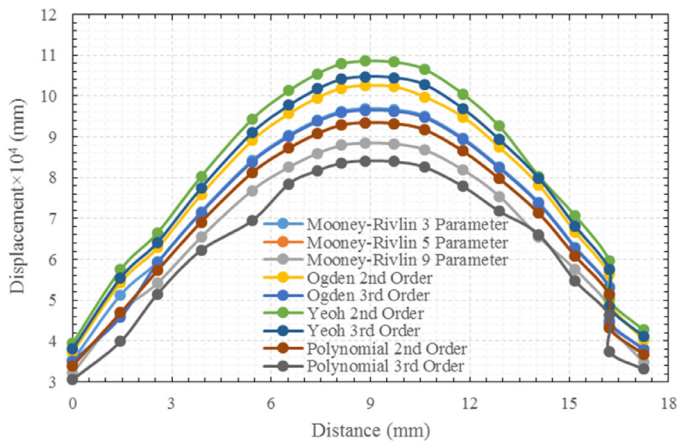 12
11
10
9
8
7
6
5
4
3
Displacement×10⁴ (mm)
Mooney-Rivlin 3 Parameter
Mooney-Rivlin 5 Parameter
Mooney-Rivlin 9 Parameter
Ogden 2nd Order
Ogden 3rd Order
Yeoh 2nd Order
Yeoh 3rd Order
Polynomial 2nd Order
Polynomial 3rd Order
0 3 6 9 12 15 18
Distance (mm)